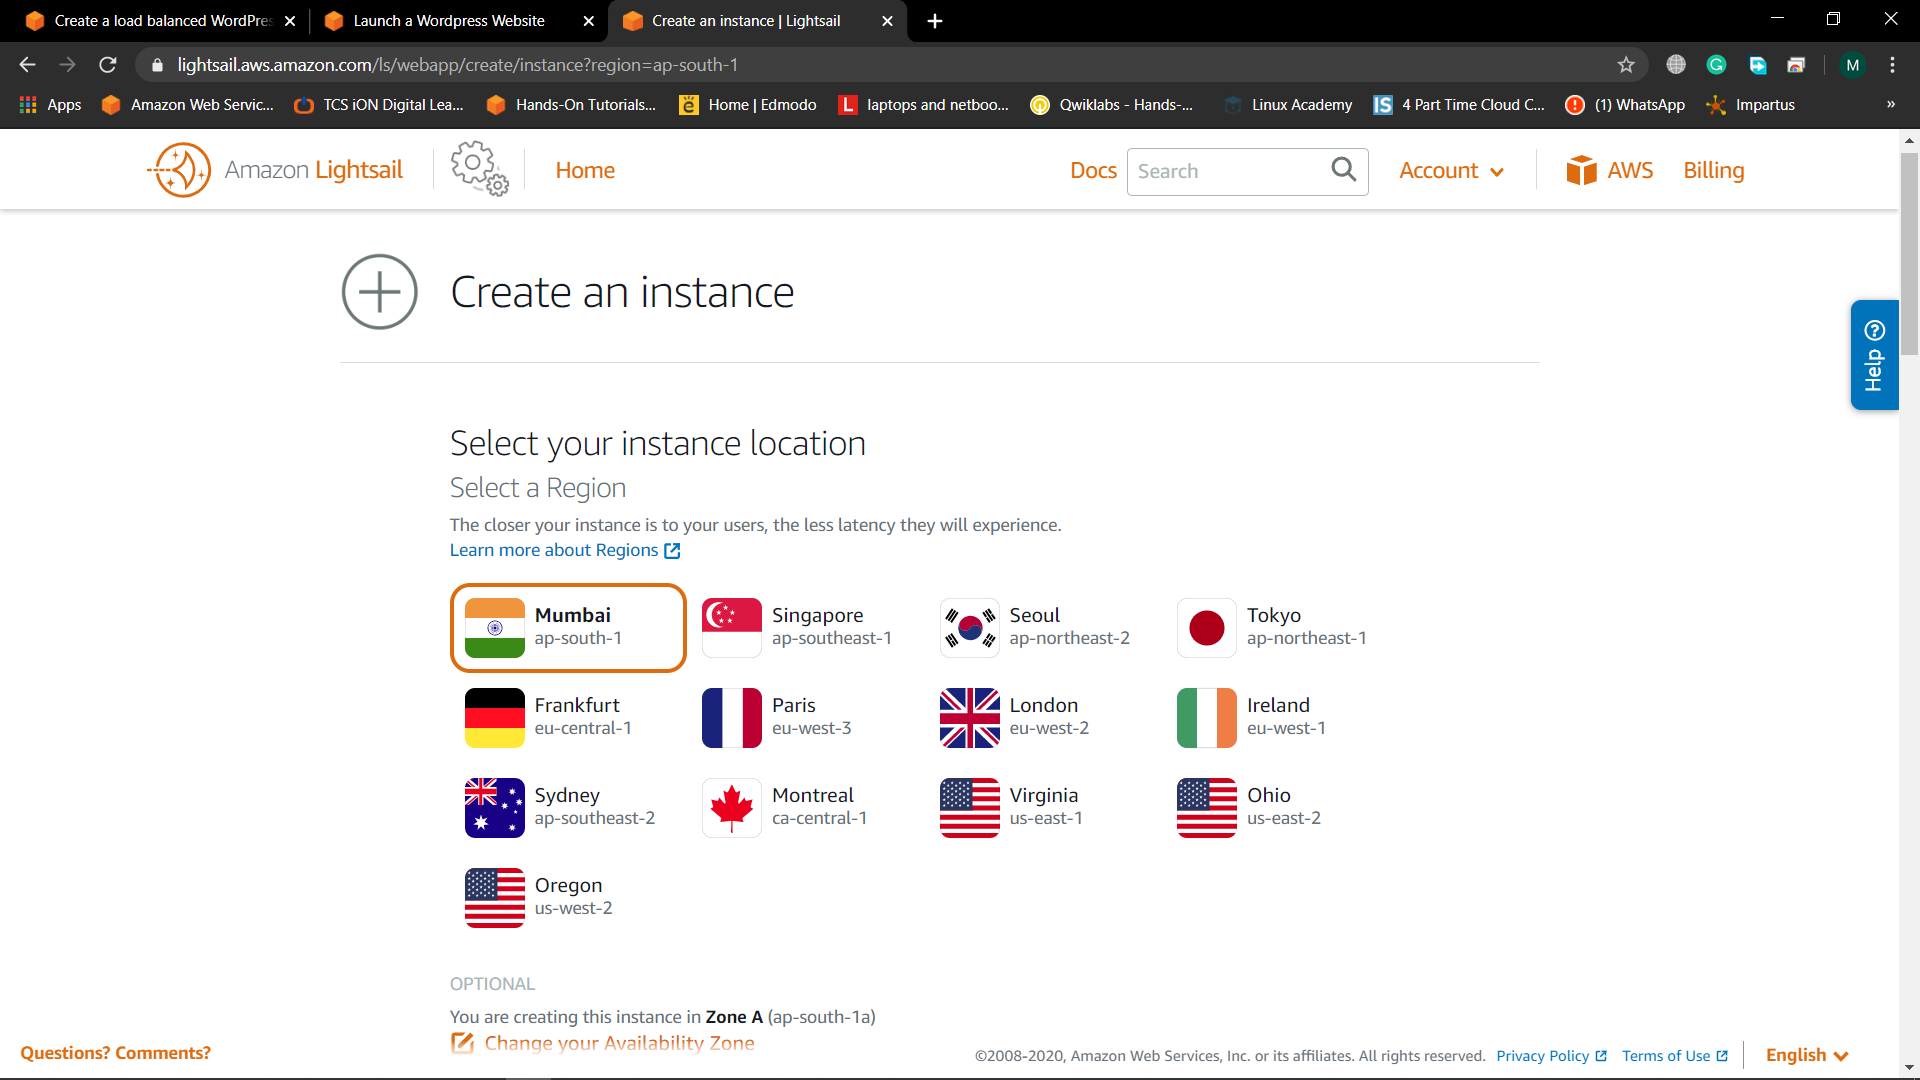 Create a load balanced WordPres
Launch a Wordpress Website
Create an instance | Lightsail
lightsail.aws.amazon.com/ls/webapp/create/instance?region=ap-south-1
M
Apps
Amazon Web Servic...
TCS iON Digital Lea...
Hands-On Tutorials...
Home | Edmodo
laptops and netboo...
Qwiklabs - Hands-...
Linux Academy
4 Part Time Cloud C...
(1) WhatsApp
Impartus
»
Amazon Lightsail
Home
Docs
Search
Account
AWS
Billing
Create an instance
Help
Select your instance location
Select a Region
The closer your instance is to your users, the less latency they will experience.
Learn more about Regions
Mumbai
ap-south-1
Singapore
ap-southeast-1
Seoul
ap-northeast-2
Tokyo
ap-northeast-1
Frankfurt
eu-central-1
Paris
eu-west-3
London
eu-west-2
Ireland
eu-west-1
Sydney
ap-southeast-2
Montreal
ca-central-1
Virginia
us-east-1
Ohio
us-east-2
Oregon
us-west-2
OPTIONAL
You are creating this instance in Zone A (ap-south-1a)
Change your Availability Zone
Questions? Comments?
©2008-2020, Amazon Web Services, Inc. or its affiliates. All rights reserved.
Privacy Policy
Terms of Use
English